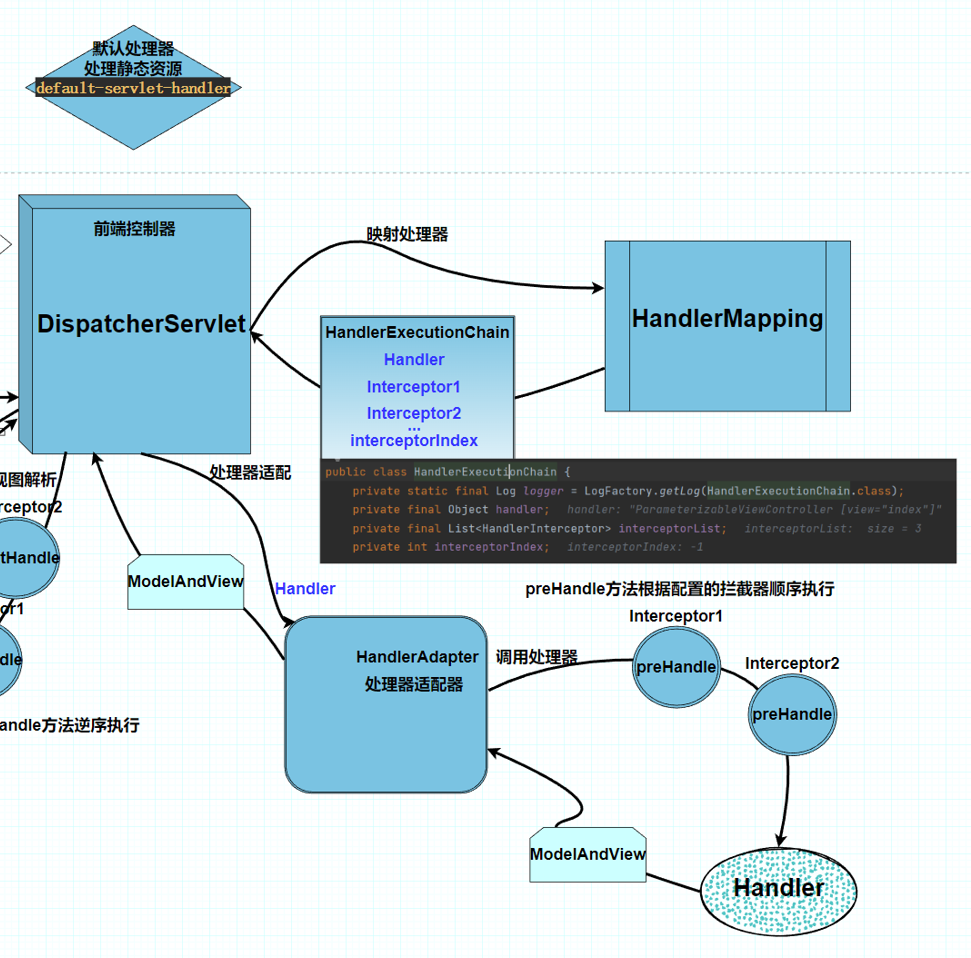 默认处理器
处理静态资源
default-servlet-handler
前端控制器
DispatcherServlet
映射处理器
HandlerMapping
HandlerExecutionChain
Handler
Interceptor1
Interceptor2
...
interceptorIndex
public class HandlerExecutionChain {
private static final Log logger = LogFactory.getLog(HandlerExecutionChain.class);
private final Object handler; handler: "ParameterizableViewController [view="index"]"
private final List<HandlerInterceptor> interceptorList; interceptorList: size = 3
private int interceptorIndex; interceptorIndex: -1
处理器适配
视图解析
rceptor2
tHandle
or1
dle
andle方法逆序执行
ModelAndView
Handler
HandlerAdapter
处理器适配器
调用处理器
preHandle方法根据配置的拦截器顺序执行
Interceptor1
preHandle
Interceptor2
preHandle
ModelAndView
Handler